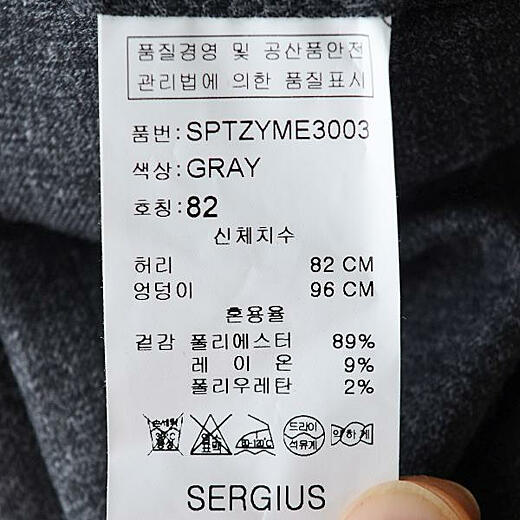 품질경영 및 공산품안전
관리법에 의한 품질표시
품번: SPTZYME3003
색상: GRAY
호칭: 82
신체치수
허리 82 CM
엉덩이 96 CM
혼용율
겉감 폴리에스터 89%
레이온 9%
폴리우레탄 2%
드라이
석유계
약하게
SERGIUS